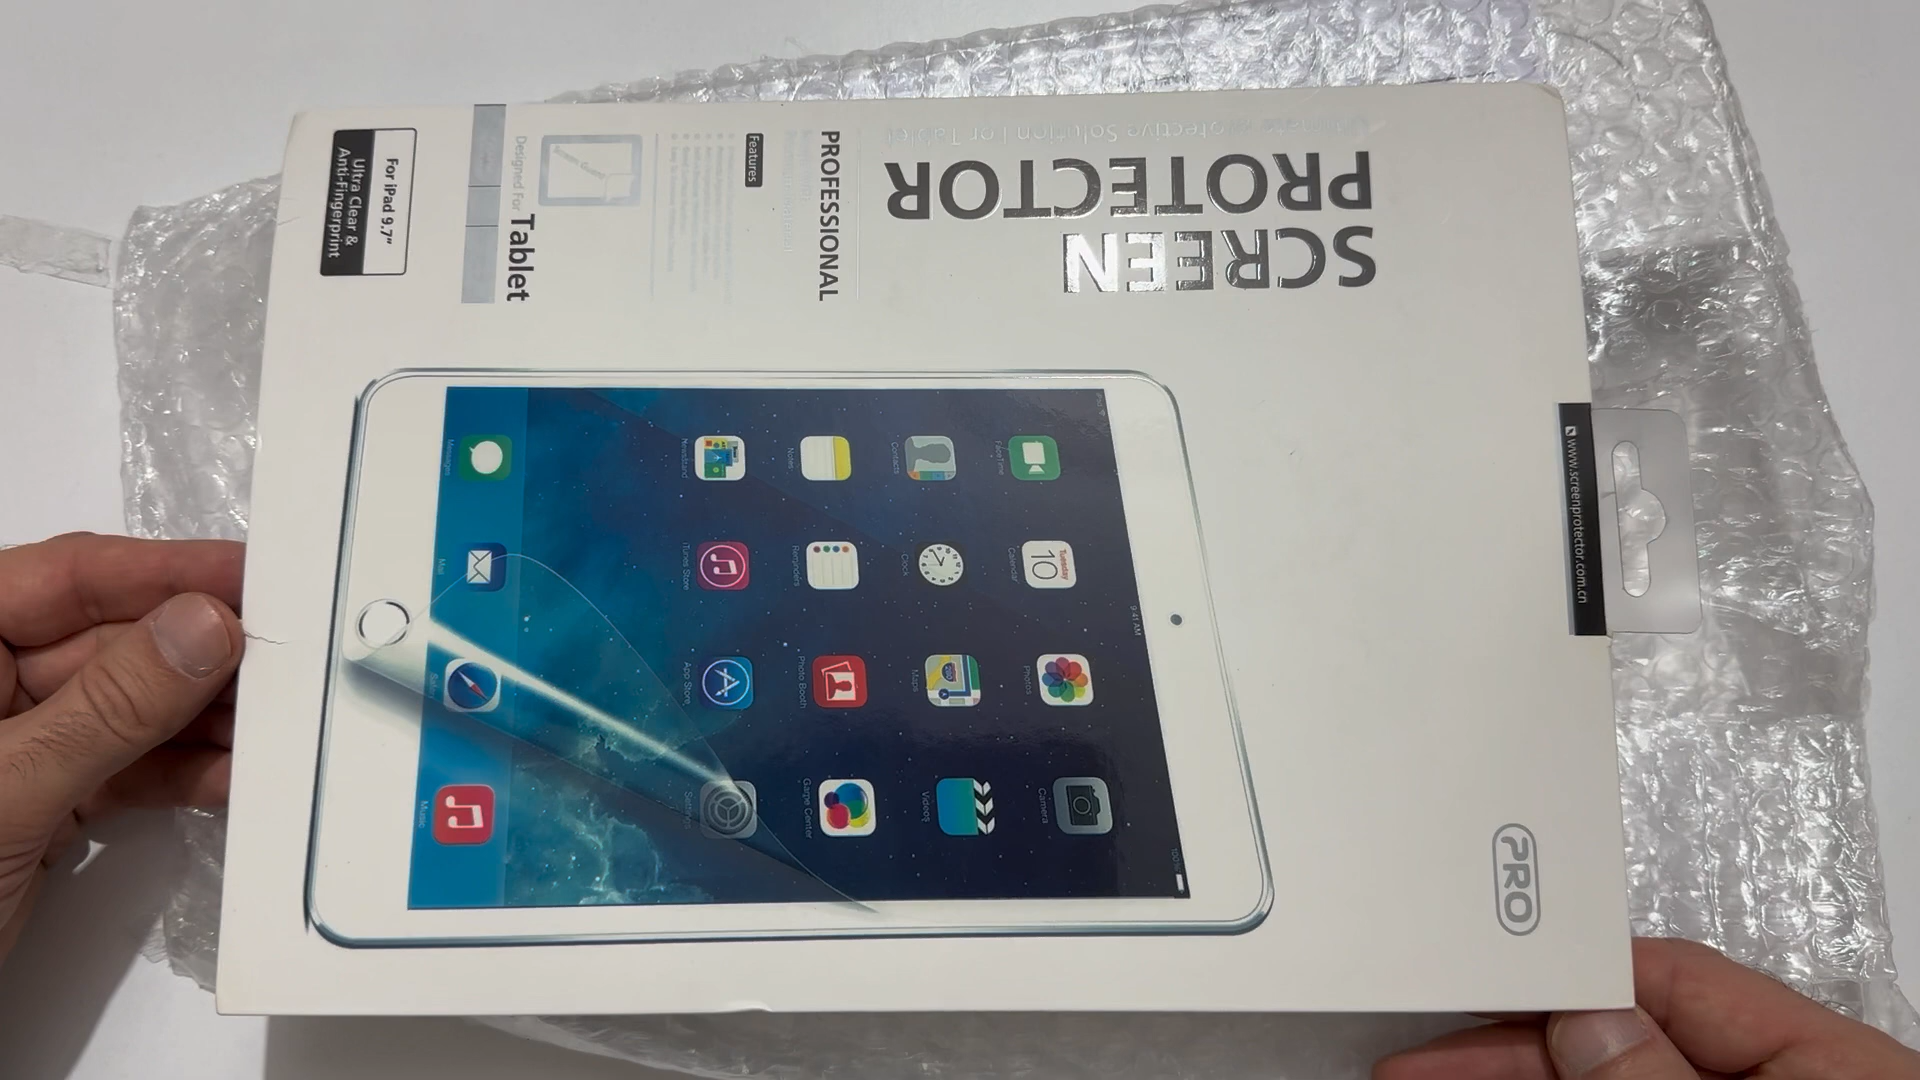 SCREEN
PROTECTOR
Ultimate Protective Solution For Tablet
PROFESSIONAL
Features
Designed For
Tablet
For iPad 9.7"
Ultra Clear &
Anti-Fingerprint
www.screenprotector.com.cn
PRO
9:41 AM
100%
FaceTime
Tuesday
10
Calendar
Photos
Camera
Contacts
Clock
Maps
Videos
Notes
Reminders
Photo Booth
Game Center
Newsstand
iTunes Store
App Store
Settings
Messages
Mail
Safari
Music